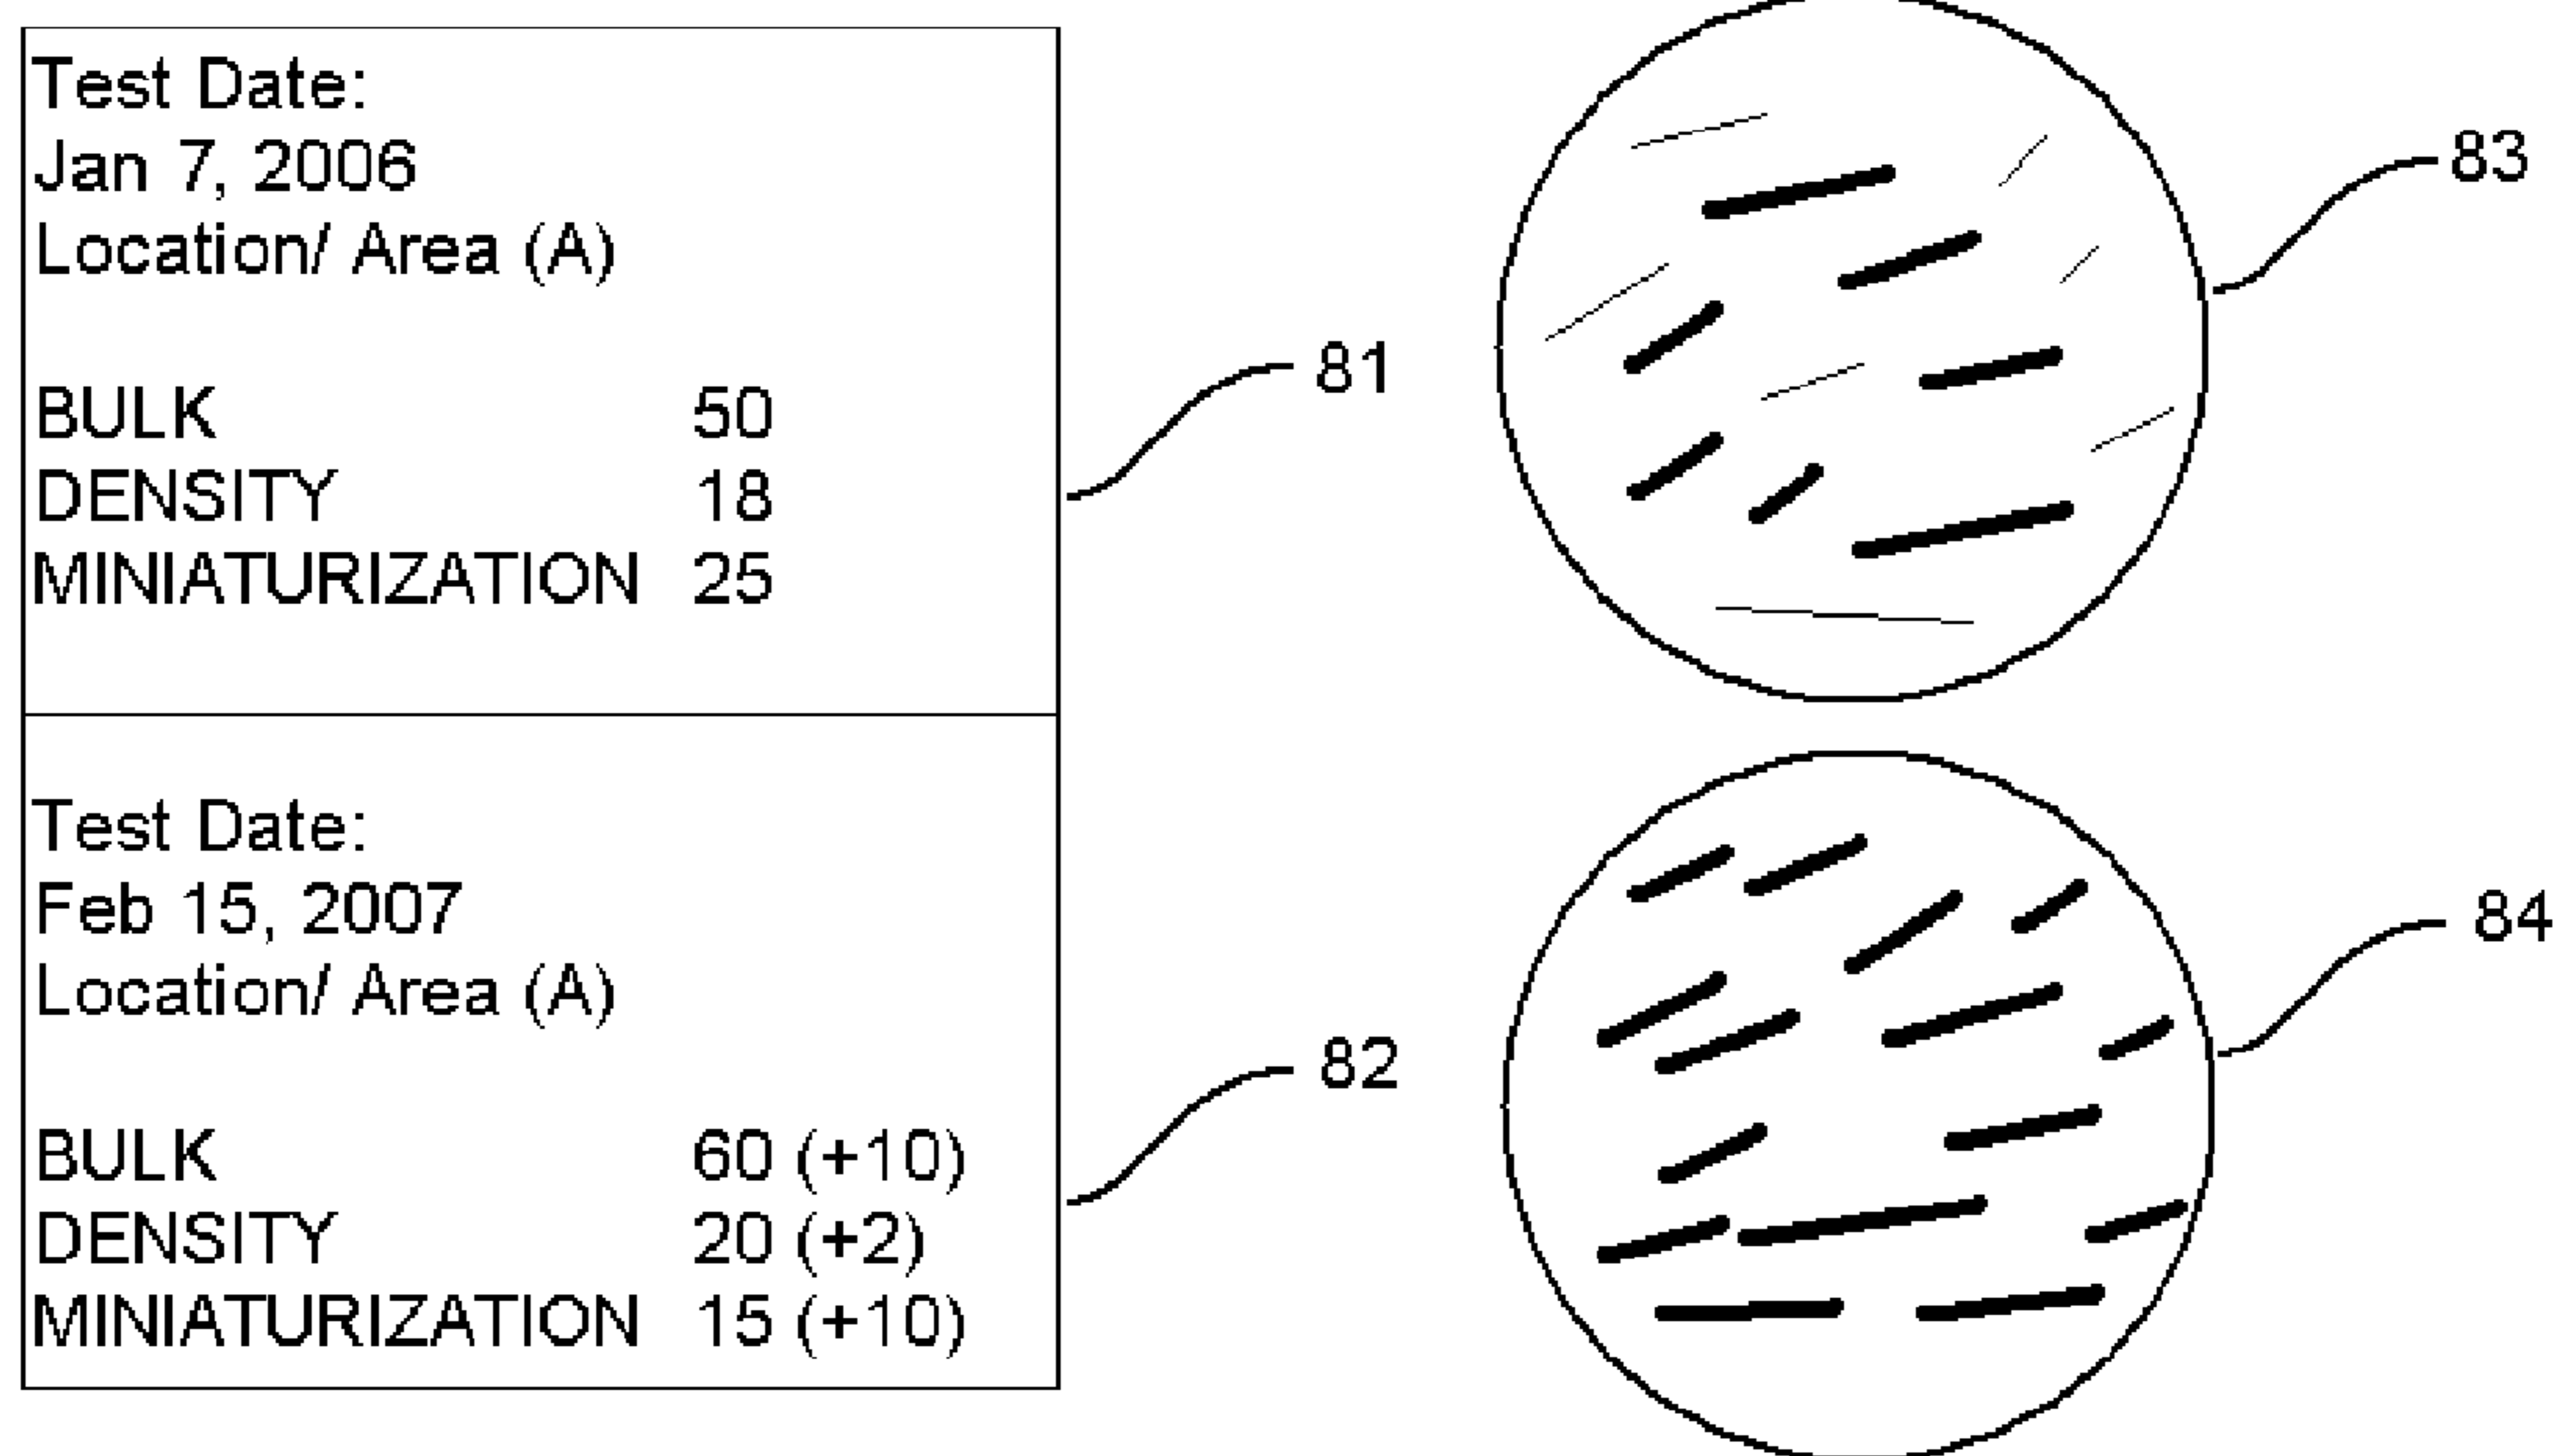 Test Date:
Jan 7, 2006
Location/ Area (A)
BULK 50
DENSITY 18
MINIATURIZATION 25
81
83
Test Date:
Feb 15, 2007
Location/ Area (A)
BULK 60 (+10)
DENSITY 20 (+2)
MINIATURIZATION 15 (+10)
82
84